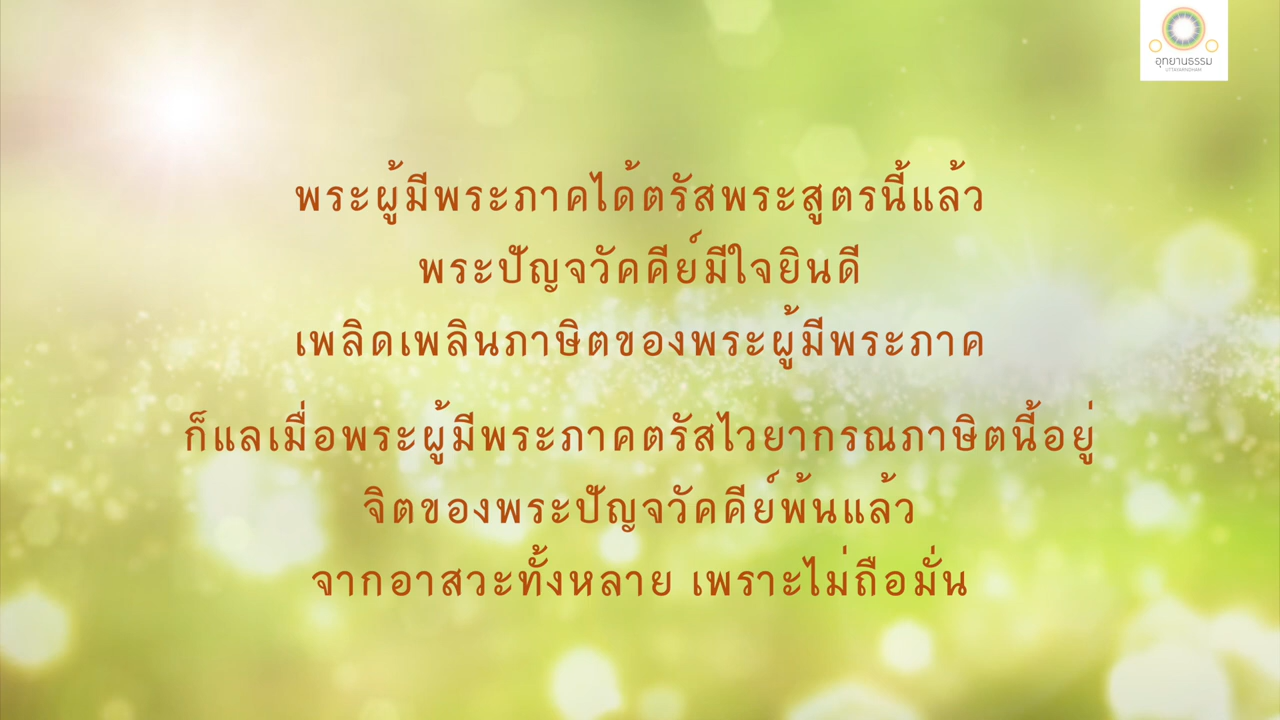 อุทยานธรรม
UTTAYARNDHAM
พระผู้มีพระภาคได้ตรัสพระสูตรนี้แล้ว
พระปัญจวัคคีย์มีใจยินดี
เพลิดเพลินภาษิตของพระผู้มีพระภาค
ก็แลเมื่อพระผู้มีพระภาคตรัสไวยากรณภาษิตนี้อยู่
จิตของพระปัญจวัคคีย์พ้นแล้ว
จากอาสวะทั้งหลาย เพราะไม่ถือมั่น